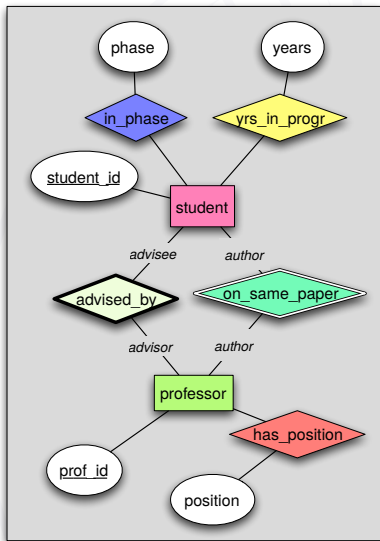 phase
years
in_phase
yrs_in_progr
student_id
student
advisee
author
advised_by
on_same_paper
advisor
author
professor
has_position
prof_id
position